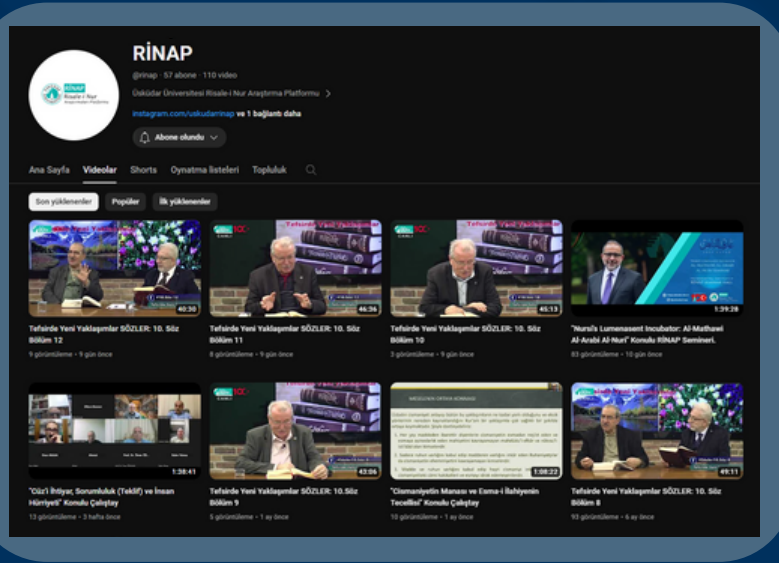 RİNAP
@rinap · 57 abone · 110 video
Üsküdar Üniversitesi Risale-i Nur Araştırma Platformu
instagram.com/uskudarrinap ve 1 bağlantı daha
Abone olundu
Ana Sayfa Videolar Shorts Oynatma listeleri Topluluk
Son yüklenenler Popüler İlk yüklenenler
40:30 46:56 45:13 1:39:28
Tefsirde Yeni Yaklaşımlar SÖZLER: 10. Söz Bölüm 12
9 görüntüleme · 9 gün önce
Tefsirde Yeni Yaklaşımlar SÖZLER: 10. Söz Bölüm 11
8 görüntüleme · 9 gün önce
Tefsirde Yeni Yaklaşımlar SÖZLER: 10. Söz Bölüm 10
3 görüntüleme · 9 gün önce
"Nursi's Lumenasent Incubator: Al-Mathawi Al-Arabi Al-Nuri" Konulu RİNAP Semineri.
83 görüntüleme · 10 gün önce
1:38:41 43:06 1:08:22 49:11
"Cüz'i İhtiyar, Sorumluluk (Teklif) ve İnsan Hürriyeti" Konulu Çalıştay
13 görüntüleme · 3 hafta önce
Tefsirde Yeni Yaklaşımlar SÖZLER: 10.Söz Bölüm 9
5 görüntüleme · 1 ay önce
"Cismaniyetin Manası ve Esma-i İlahiyenin Tecellisi" Konulu Çalıştay
10 görüntüleme · 1 ay önce
Tefsirde Yeni Yaklaşımlar SÖZLER: 10. Söz Bölüm 8
93 görüntüleme · 6 ay önce